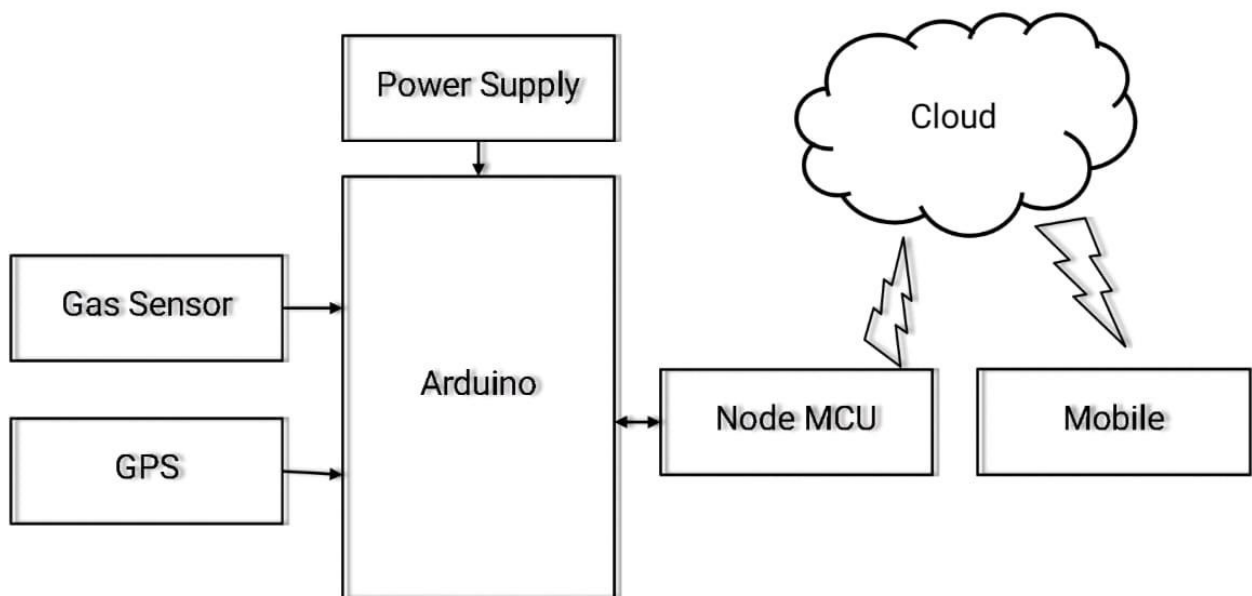 Power Supply
Cloud
Gas Sensor
Arduino
Node MCU
Mobile
GPS